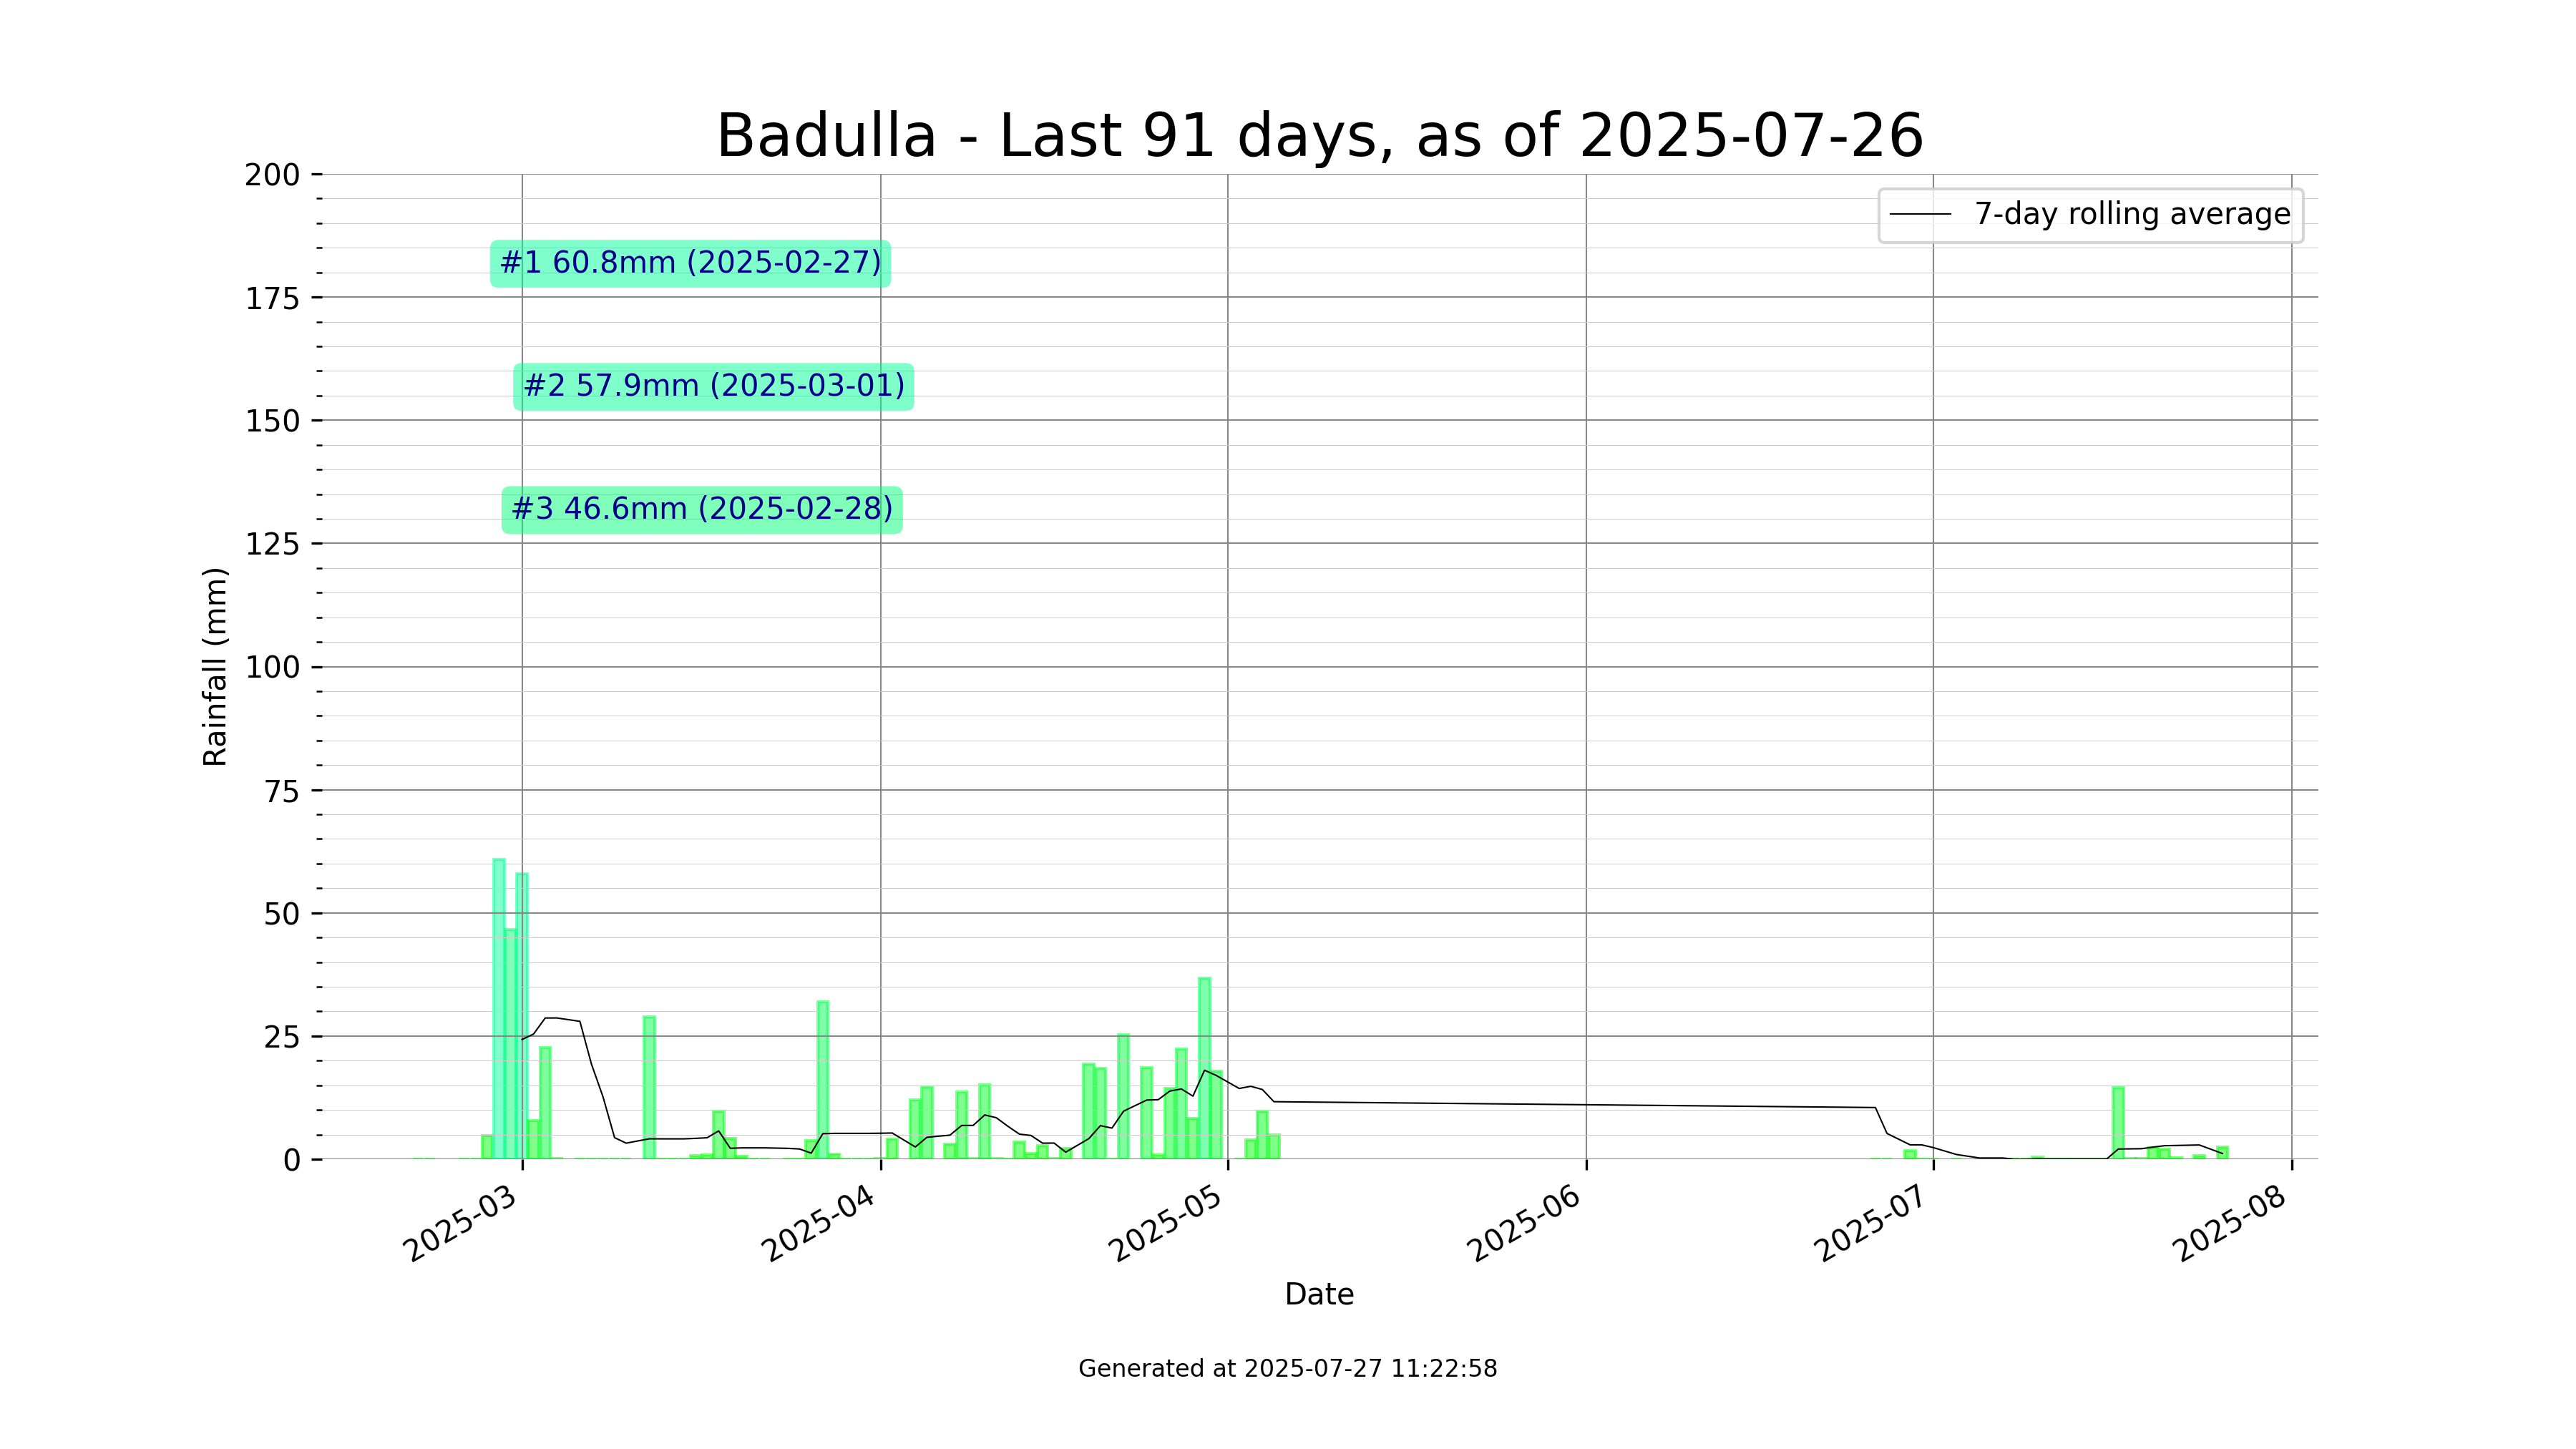 Badulla - Last 91 days, as of 2025-07-26
7-day rolling average
#1 60.8mm (2025-02-27)
#2 57.9mm (2025-03-01)
#3 46.6mm (2025-02-28)
Rainfall (mm)
200
175
150
125
100
75
50
25
0
2025-03
2025-04
2025-05
2025-06
2025-07
2025-08
Date
Generated at 2025-07-27 11:22:58